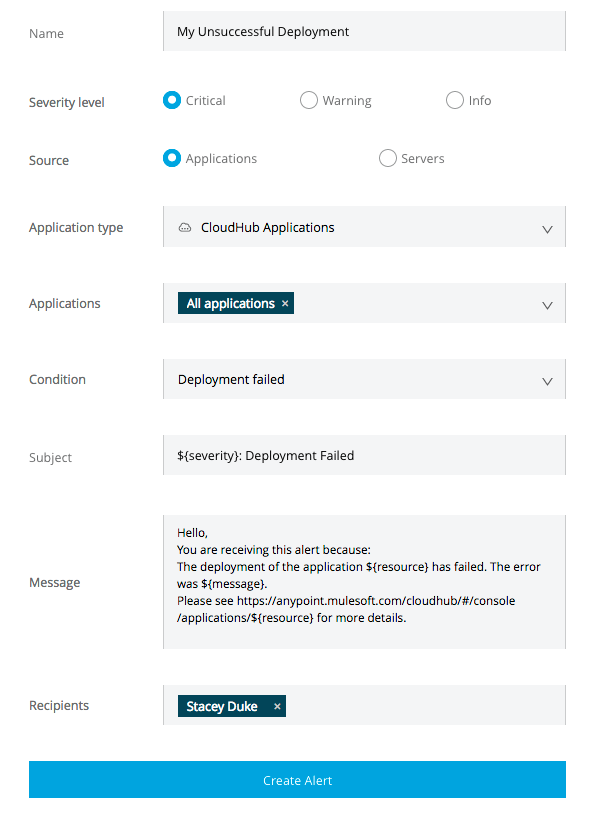 Name My Unsuccessful Deployment
Severity level Critical Warning Info
Source Applications Servers
Application type CloudHub Applications
Applications All applications ×
Condition Deployment failed
Subject ${severity}: Deployment Failed
Message
Hello,
You are receiving this alert because:
The deployment of the application ${resource} has failed. The error
was ${message}.
Please see https://anypoint.mulesoft.com/cloudhub/#/console
/applications/${resource} for more details.
Recipients Stacey Duke ×
Create Alert